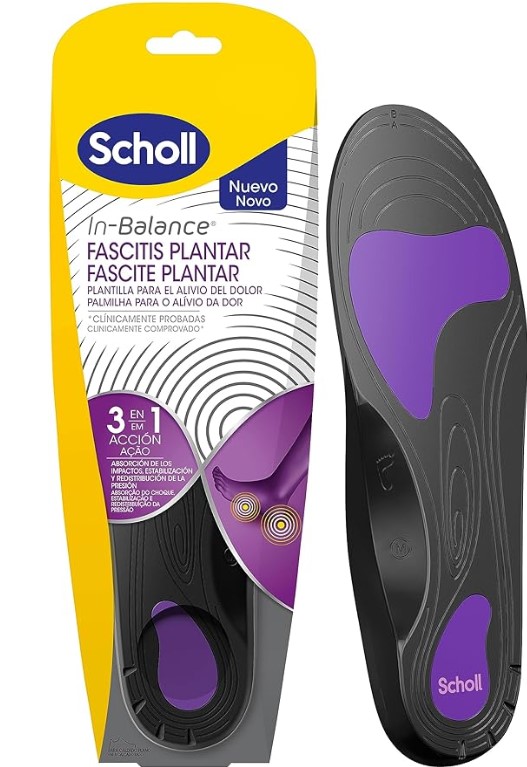 Scholl
Nuevo
Novo
In-Balance®
FASCITIS PLANTAR
FASCITE PLANTAR
PLANTILLA PARA EL ALIVIO DEL DOLOR
PALMILHA PARA O ALÍVIO DA DOR
*CLÍNICAMENTE PROBADAS
CLINICAMENTE COMPROVADO*
3 EN
EM 1
ACCIÓN
AÇÃO
ABSORCIÓN DE LOS
IMPACTOS, ESTABILIZACIÓN
Y REDISTRIBUCIÓN DE LA
PRESIÓN
ABSORÇÃO DO CHOQUE,
ESTABILIZAÇÃO E
REDISTRIBUIÇÃO DA
PRESSÃO
B
A
M
Scholl